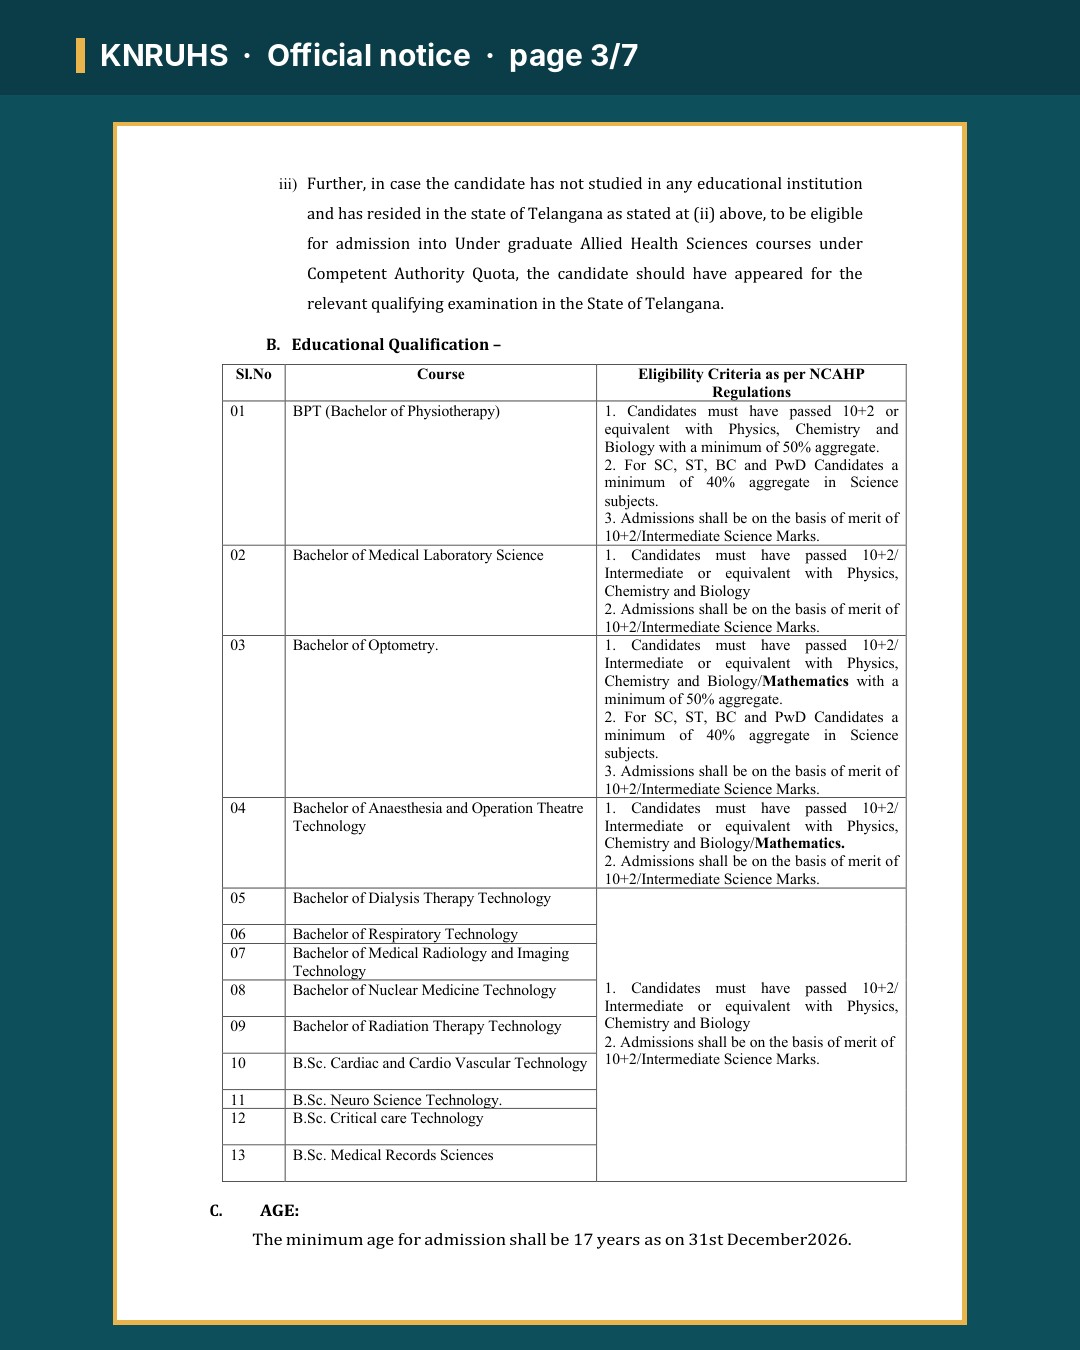 KNRUHS · Official notice · page 3/7
iii) Further, in case the candidate has not studied in any educational institution
and has resided in the state of Telangana as stated at (ii) above, to be eligible
for admission into Under graduate Allied Health Sciences courses under
Competent Authority Quota, the candidate should have appeared for the
relevant qualifying examination in the State of Telangana.
B. Educational Qualification –
Sl.No Course Eligibility Criteria as per NCAHP
Regulations
01 BPT (Bachelor of Physiotherapy) 1. Candidates must have passed 10+2 or
equivalent with Physics, Chemistry and
Biology with a minimum of 50% aggregate.
2. For SC, ST, BC and PwD Candidates a
minimum of 40% aggregate in Science
subjects.
3. Admissions shall be on the basis of merit of
10+2/Intermediate Science Marks.
02 Bachelor of Medical Laboratory Science 1. Candidates must have passed 10+2/
Intermediate or equivalent with Physics,
Chemistry and Biology
2. Admissions shall be on the basis of merit of
10+2/Intermediate Science Marks.
03 Bachelor of Optometry. 1. Candidates must have passed 10+2/
Intermediate or equivalent with Physics,
Chemistry and Biology/Mathematics with a
minimum of 50% aggregate.
2. For SC, ST, BC and PwD Candidates a
minimum of 40% aggregate in Science
subjects.
3. Admissions shall be on the basis of merit of
10+2/Intermediate Science Marks.
04 Bachelor of Anaesthesia and Operation Theatre 1. Candidates must have passed 10+2/
Technology Intermediate or equivalent with Physics,
Chemistry and Biology/Mathematics.
2. Admissions shall be on the basis of merit of
10+2/Intermediate Science Marks.
05 Bachelor of Dialysis Therapy Technology
06 Bachelor of Respiratory Technology
07 Bachelor of Medical Radiology and Imaging
Technology
08 Bachelor of Nuclear Medicine Technology 1. Candidates must have passed 10+2/
Intermediate or equivalent with Physics,
09 Bachelor of Radiation Therapy Technology Chemistry and Biology
2. Admissions shall be on the basis of merit of
10 B.Sc. Cardiac and Cardio Vascular Technology 10+2/Intermediate Science Marks.
11 B.Sc. Neuro Science Technology.
12 B.Sc. Critical care Technology
13 B.Sc. Medical Records Sciences
C. AGE:
The minimum age for admission shall be 17 years as on 31st December2026.